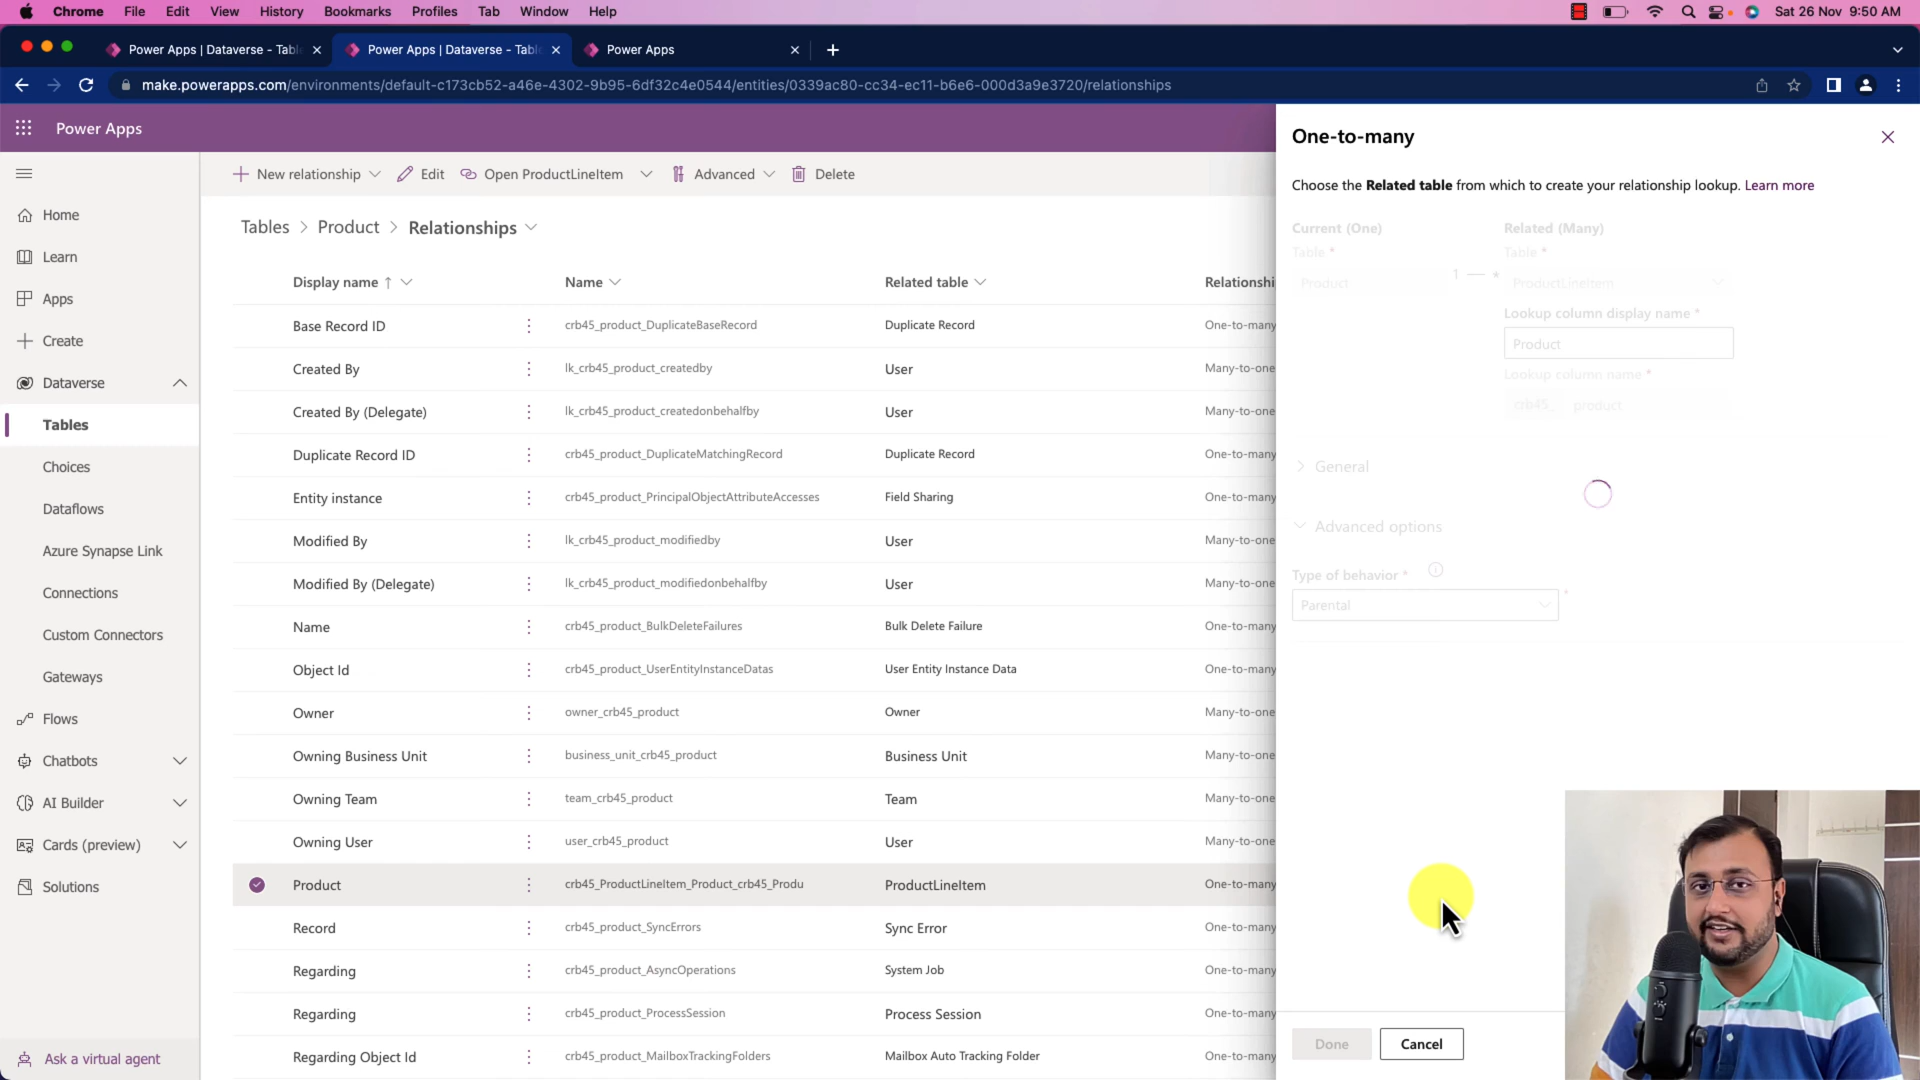 Chrome File Edit View History Bookmarks Profiles Tab Window Help Sat 26 Nov 9:50 AM
Power Apps | Dataverse - Table Power Apps | Dataverse - Table Power Apps
make.powerapps.com/environments/default-c173cb52-a46e-4302-9b95-6df32c4e0544/entities/0339ac80-cc34-ec11-b6e6-000d3a9e3720/relationships
Power Apps
Home
Learn
Apps
Create
Dataverse
Tables
Choices
Dataflows
Azure Synapse Link
Connections
Custom Connectors
Gateways
Flows
Chatbots
AI Builder
Cards (preview)
Solutions
Ask a virtual agent
New relationship Edit Open ProductLineItem Advanced Delete
Tables > Product > Relationships
Display name ↑ Name Related table Relationshi
Base Record ID crb45_product_DuplicateBaseRecord Duplicate Record One-to-many
Created By lk_crb45_product_createdby User Many-to-one
Created By (Delegate) lk_crb45_product_createdonbehalfby User Many-to-one
Duplicate Record ID crb45_product_DuplicateMatchingRecord Duplicate Record One-to-many
Entity instance crb45_product_PrincipalObjectAttributeAccesses Field Sharing One-to-many
Modified By lk_crb45_product_modifiedby User Many-to-one
Modified By (Delegate) lk_crb45_product_modifiedonbehalfby User Many-to-one
Name crb45_product_BulkDeleteFailures Bulk Delete Failure One-to-many
Object Id crb45_product_UserEntityInstanceDatas User Entity Instance Data One-to-many
Owner owner_crb45_product Owner Many-to-one
Owning Business Unit business_unit_crb45_product Business Unit Many-to-one
Owning Team team_crb45_product Team Many-to-one
Owning User user_crb45_product User Many-to-one
Product crb45_ProductLineItem_Product_crb45_Produ ProductLineItem One-to-many
Record crb45_product_SyncErrors Sync Error One-to-many
Regarding crb45_product_AsyncOperations System Job One-to-many
Regarding crb45_product_ProcessSession Process Session One-to-many
Regarding Object Id crb45_product_MailboxTrackingFolders Mailbox Auto Tracking Folder One-to-many
One-to-many
Choose the Related table from which to create your relationship lookup. Learn more
Current (One) Related (Many)
Table * Table *
Product 1 — * ProductLineItem
Lookup column display name *
Product
Lookup column name *
crb45_ product
General
Advanced options
Type of behavior *
Parental *
Done Cancel